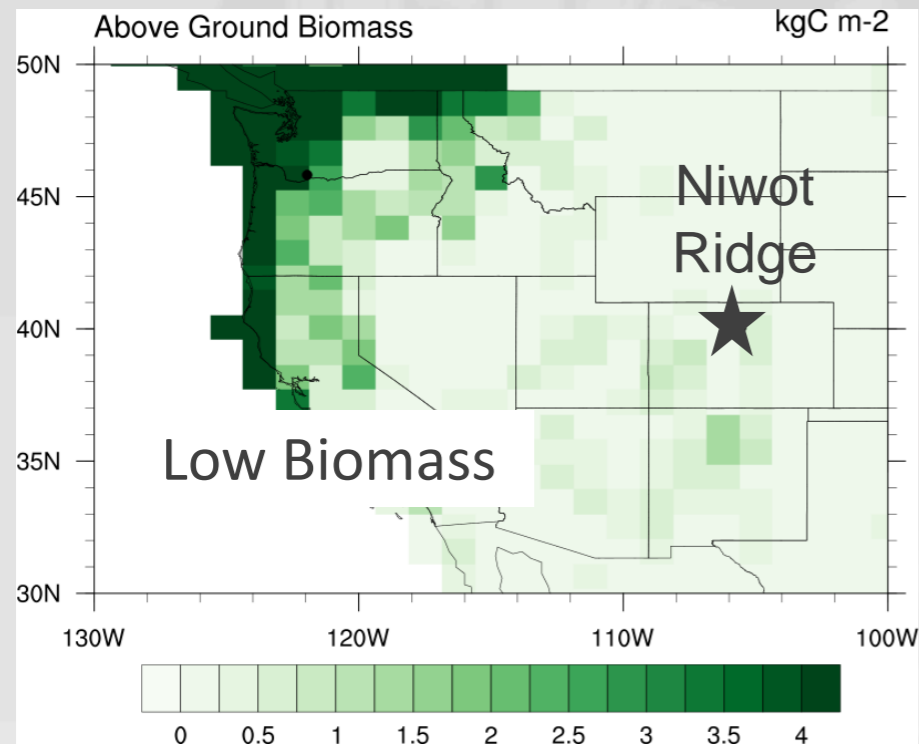 Above Ground Biomass kgC m-2
50N
45N
40N
35N
30N
Niwot
Ridge
Low Biomass
130W 120W 110W 100W
0 0.5 1 1.5 2 2.5 3 3.5 4